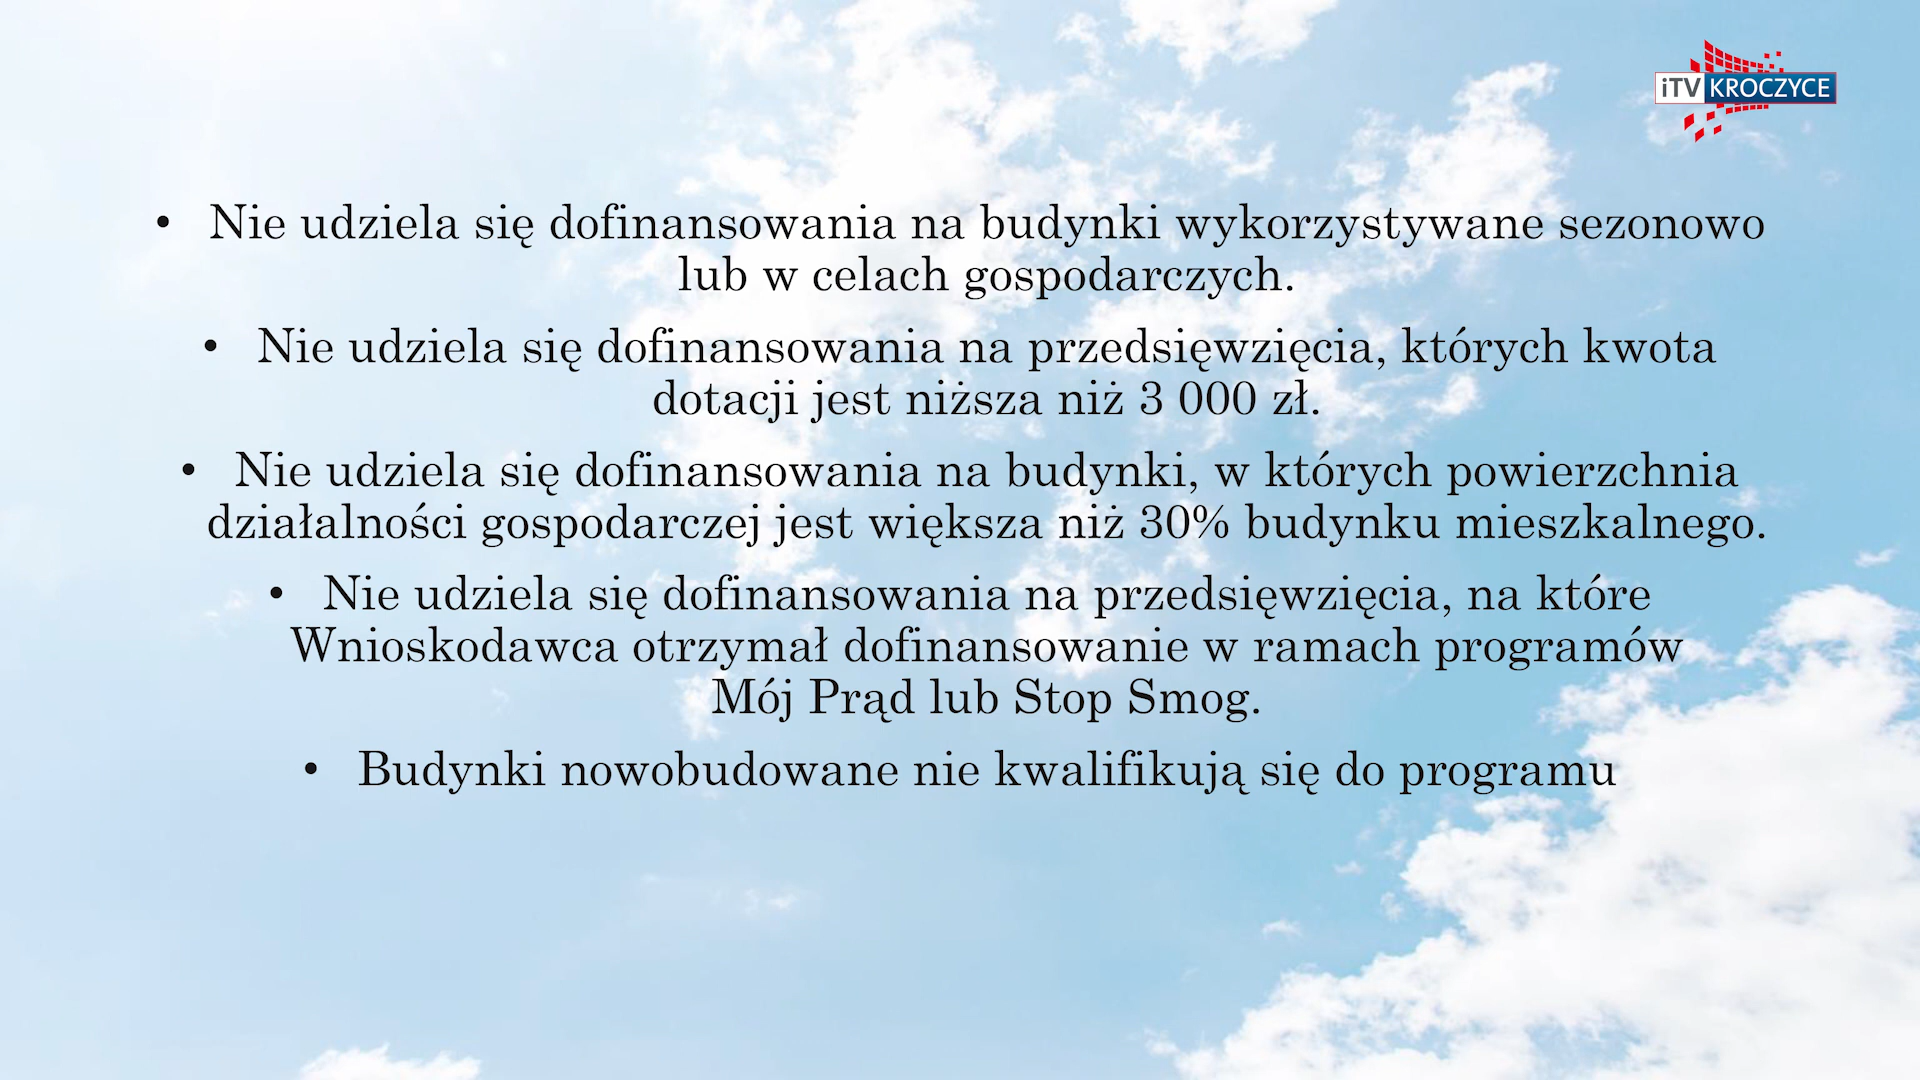 iTV KROCZYCE
• Nie udziela się dofinansowania na budynki wykorzystywane sezonowo
lub w celach gospodarczych.
• Nie udziela się dofinansowania na przedsięwzięcia, których kwota
dotacji jest niższa niż 3 000 zł.
• Nie udziela się dofinansowania na budynki, w których powierzchnia
działalności gospodarczej jest większa niż 30% budynku mieszkalnego.
• Nie udziela się dofinansowania na przedsięwzięcia, na które
Wnioskodawca otrzymał dofinansowanie w ramach programów
Mój Prąd lub Stop Smog.
• Budynki nowobudowane nie kwalifikują się do programu